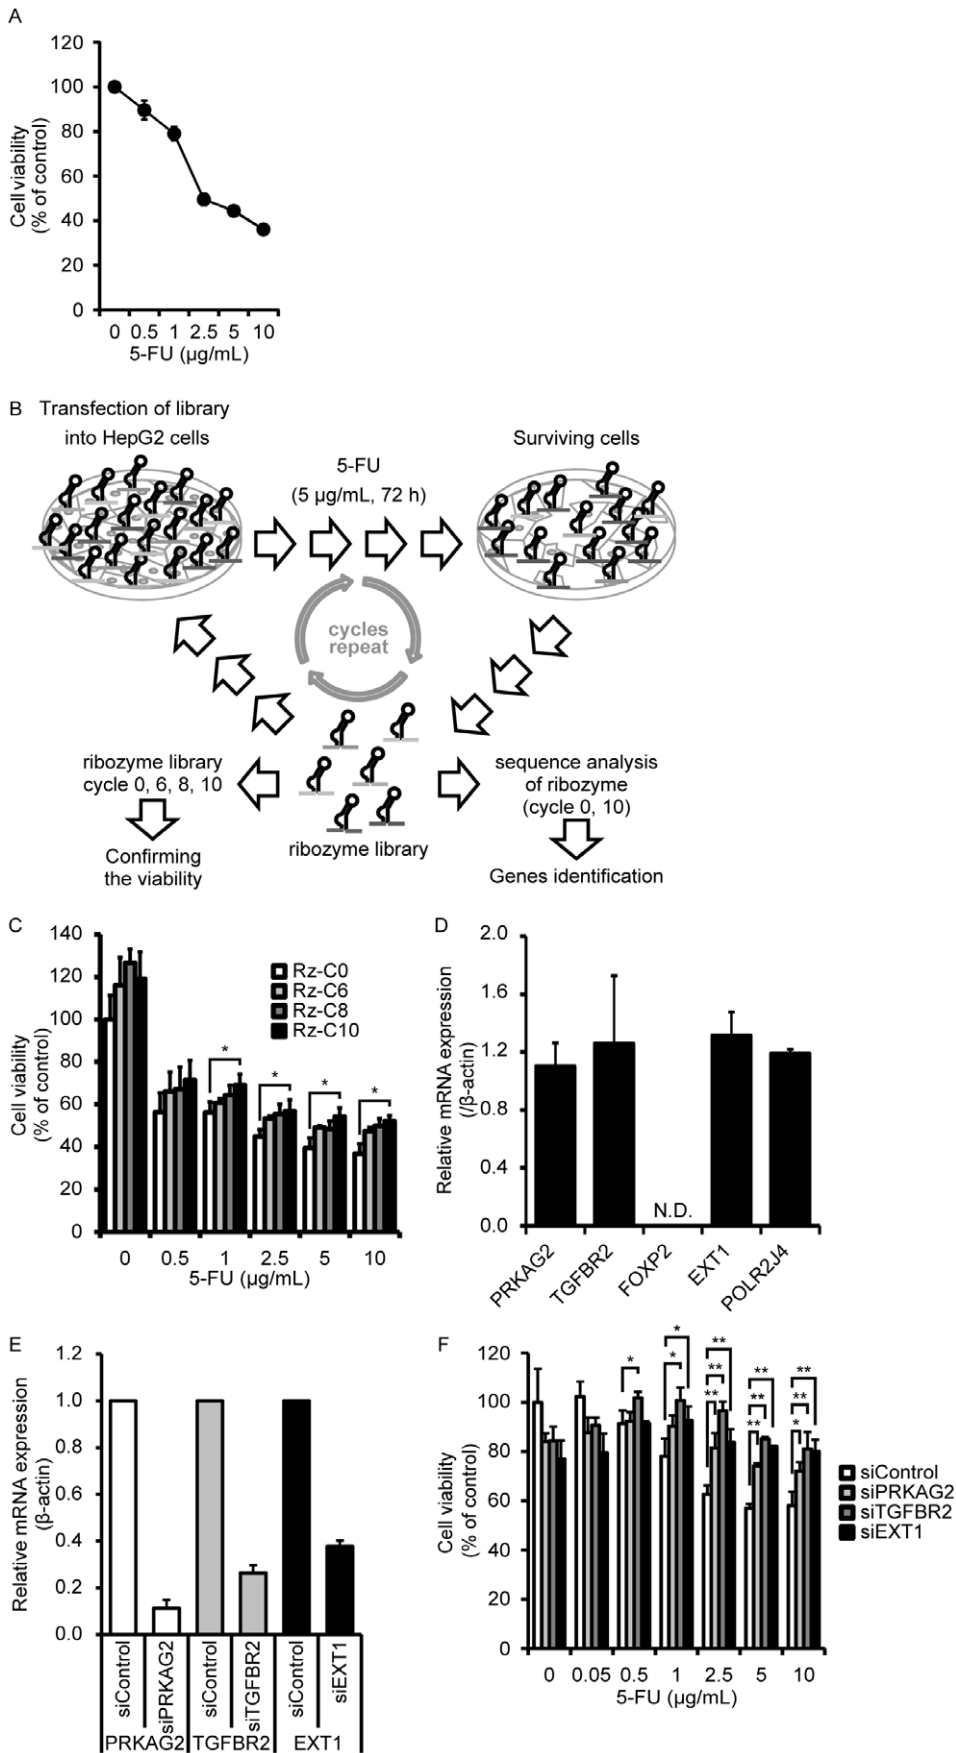 A
120
100
80
60
40
20
0
Cell viability
(% of control)
0 0.5 1 2.5 5 10
5-FU (µg/mL)
B Transfection of library
into HepG2 cells
5-FU
(5 µg/mL, 72 h)
Surviving cells
cycles
repeat
ribozyme library
cycle 0, 6, 8, 10
Confirming
the viability
ribozyme library
sequence analysis
of ribozyme
(cycle 0, 10)
Genes identification
C
140
120
100
80
60
40
20
0
Cell viability
(% of control)
Rz-C0
Rz-C6
Rz-C8
Rz-C10
* * * *
0 0.5 1 2.5 5 10
5-FU (µg/mL)
D
2.0
1.6
1.2
0.8
0.4
0.0
Relative mRNA expression
(/β-actin)
N.D.
PRKAG2
TGFBR2
FOXP2
EXT1
POLR2J4
E
1.2
1.0
0.8
0.6
0.4
0.2
0.0
Relative mRNA expression
(β-actin)
siControl
siPRKAG2
siControl
siTGFBR2
siControl
siEXT1
PRKAG2 TGFBR2 EXT1
F
120
100
80
60
40
20
0
Cell viability
(% of control)
*
* *
** ** **
** ** **
* ** **
siControl
siPRKAG2
siTGFBR2
siEXT1
0 0.05 0.5 1 2.5 5 10
5-FU (µg/mL)